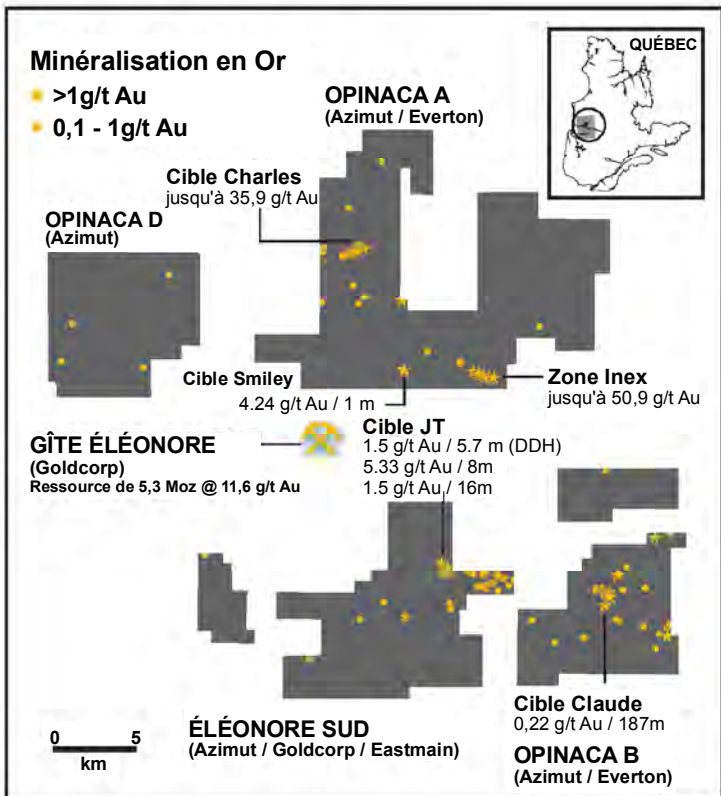 Minéralisation en Or
>1g/t Au
0,1 - 1g/t Au
QUÉBEC
OPINACA A
(Azimut / Everton)
Cible Charles
jusqu'à 35,9 g/t Au
OPINACA D
(Azimut)
Cible Smiley
4.24 g/t Au / 1 m
Zone Inex
jusqu'à 50,9 g/t Au
Cible JT
1.5 g/t Au / 5.7 m (DDH)
5.33 g/t Au / 8m
1.5 g/t Au / 16m
GÎTE ÉLÉONORE
(Goldcorp)
Ressource de 5,3 Moz @ 11,6 g/t Au
Cible Claude
0,22 g/t Au / 187m
OPINACA B
(Azimut / Everton)
ÉLÉONORE SUD
(Azimut / Goldcorp / Eastmain)
0 5
km